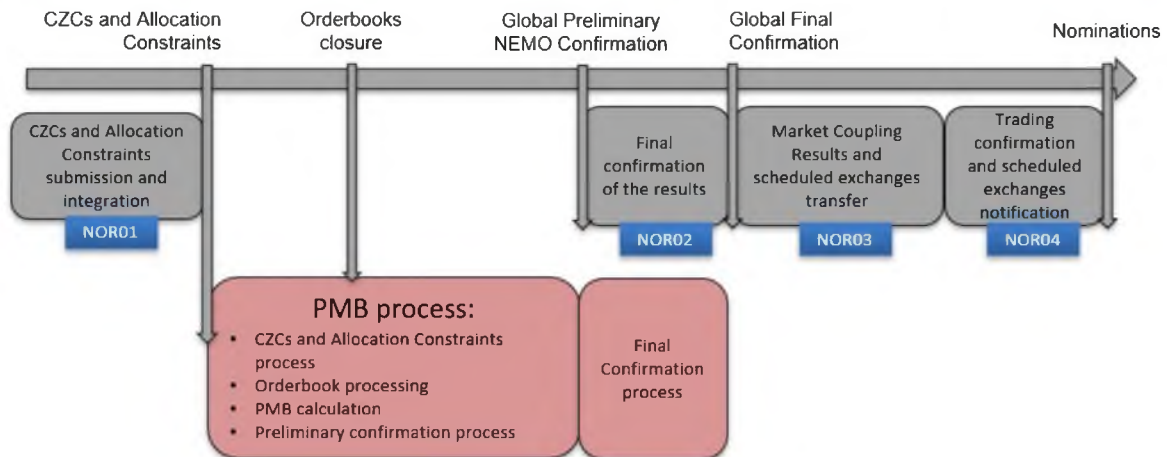 CZCs and Allocation
Constraints
Orderbooks
closure
Global Preliminary
NEMO Confirmation
Global Final
Confirmation
Nominations
CZCs and Allocation
Constraints
submission and
integration
NOR01
Final
confirmation
of the results
NOR02
Market Coupling
Results and
scheduled exchanges
transfer
NOR03
Trading
confirmation
and scheduled
exchanges
notification
NOR04
PMB process:
• CZCs and Allocation Constraints
process
• Orderbook processing
• PMB calculation
• Preliminary confirmation process
Final
Confirmation
process